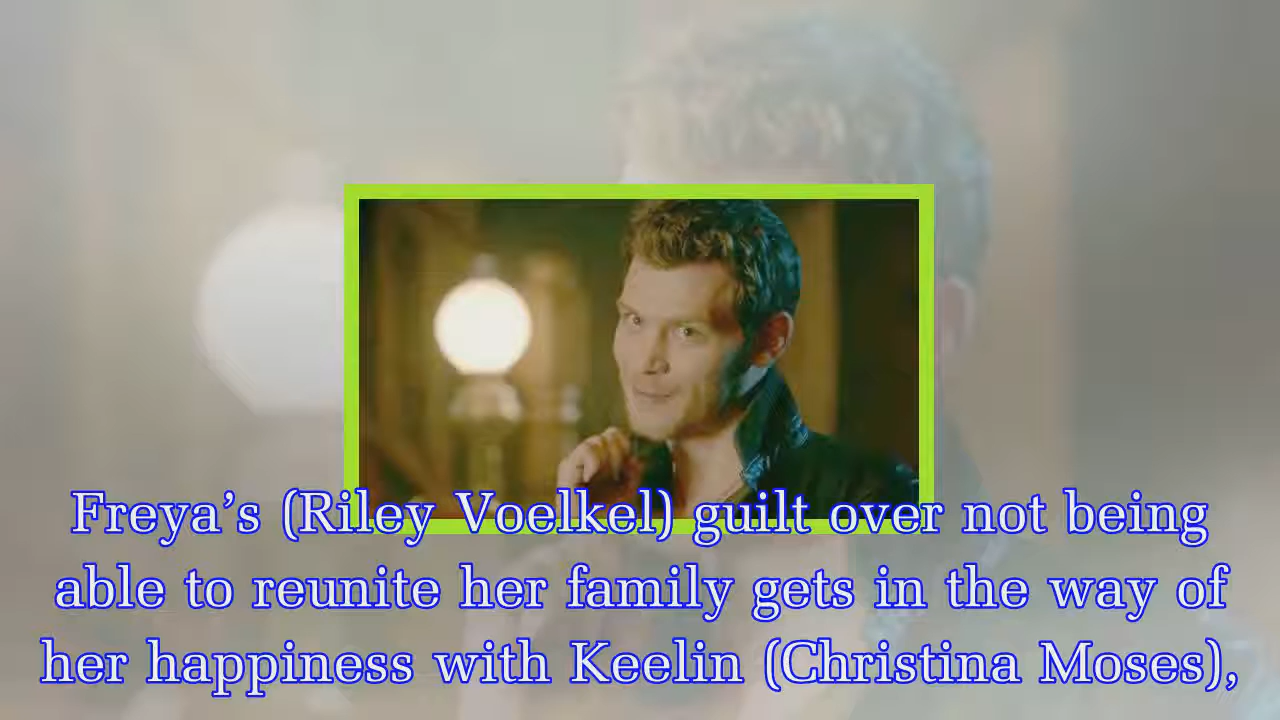 Freya’s (Riley Voelkel) guilt over not being
able to reunite her family gets in the way of
her happiness with Keelin (Christina Moses),